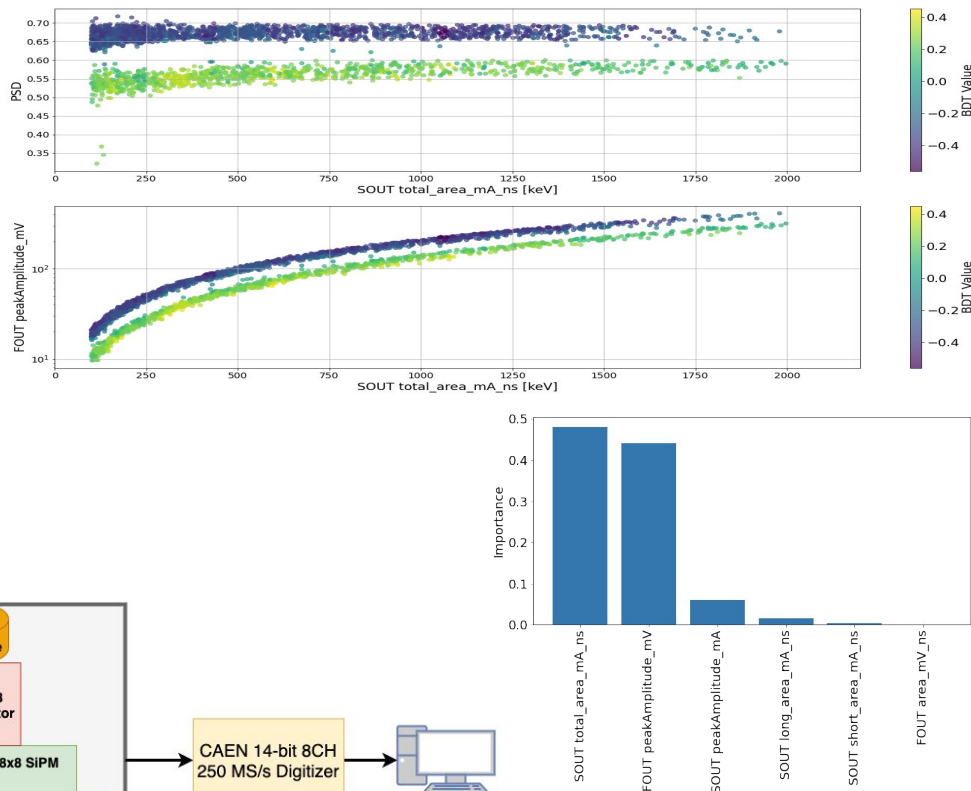 0.70
0.65
0.60
0.55
0.50
0.45
0.40
0.35
PSD
0 250 500 750 1000 1250 1500 1750 2000
SOUT total_area_mA_ns [keV]
0.4
0.2
0.0
−0.2
−0.4
BDT Value
10²
10¹
FOUT peakAmplitude_mV
0 250 500 750 1000 1250 1500 1750 2000
SOUT total_area_mA_ns [keV]
0.4
0.2
0.0
−0.2
−0.4
BDT Value
0.5
0.4
0.3
0.2
0.1
0.0
Importance
SOUT total_area_mA_ns
FOUT peakAmplitude_mV
SOUT peakAmplitude_mA
SOUT long_area_mA_ns
SOUT short_area_mA_ns
FOUT area_mV_ns
tor
8x8 SiPM
CAEN 14-bit 8CH
250 MS/s Digitizer